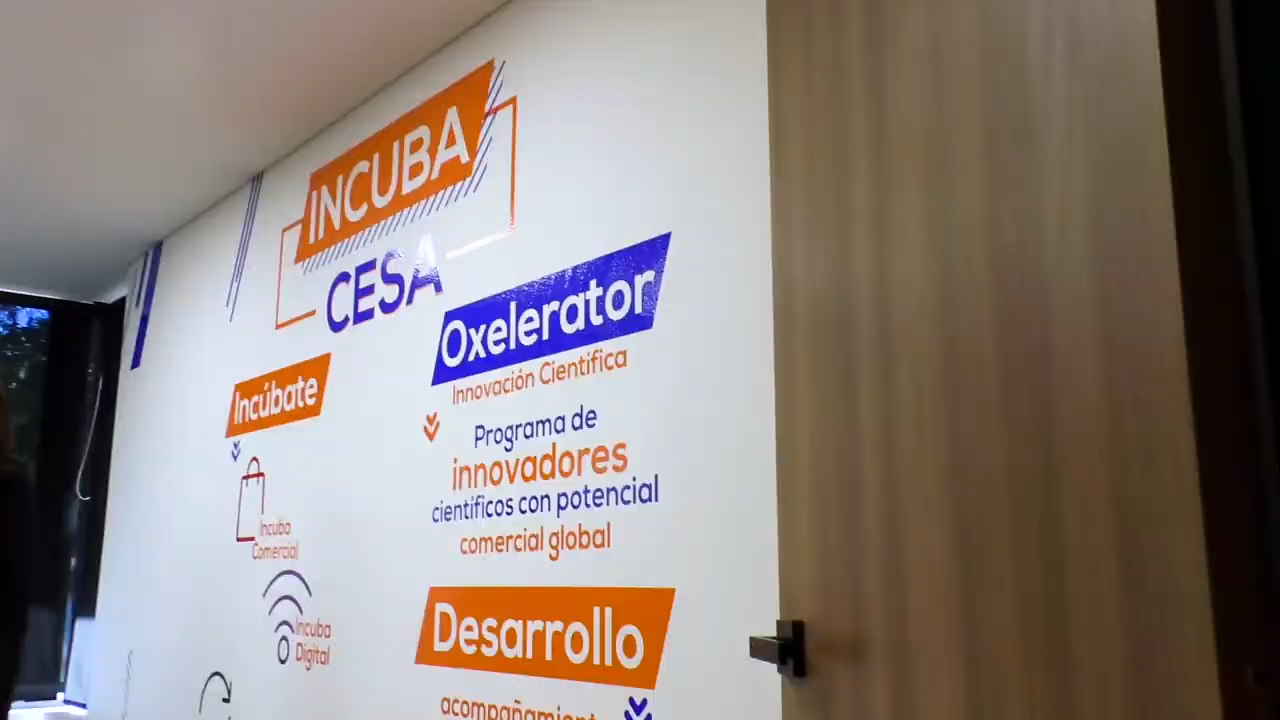 INCUBA
CESA
Incúbate
Incuba
Comercial
Incuba
Digital
Oxelerator
Innovación Científica
Programa de
innovadores
científicos con potencial
comercial global
Desarrollo